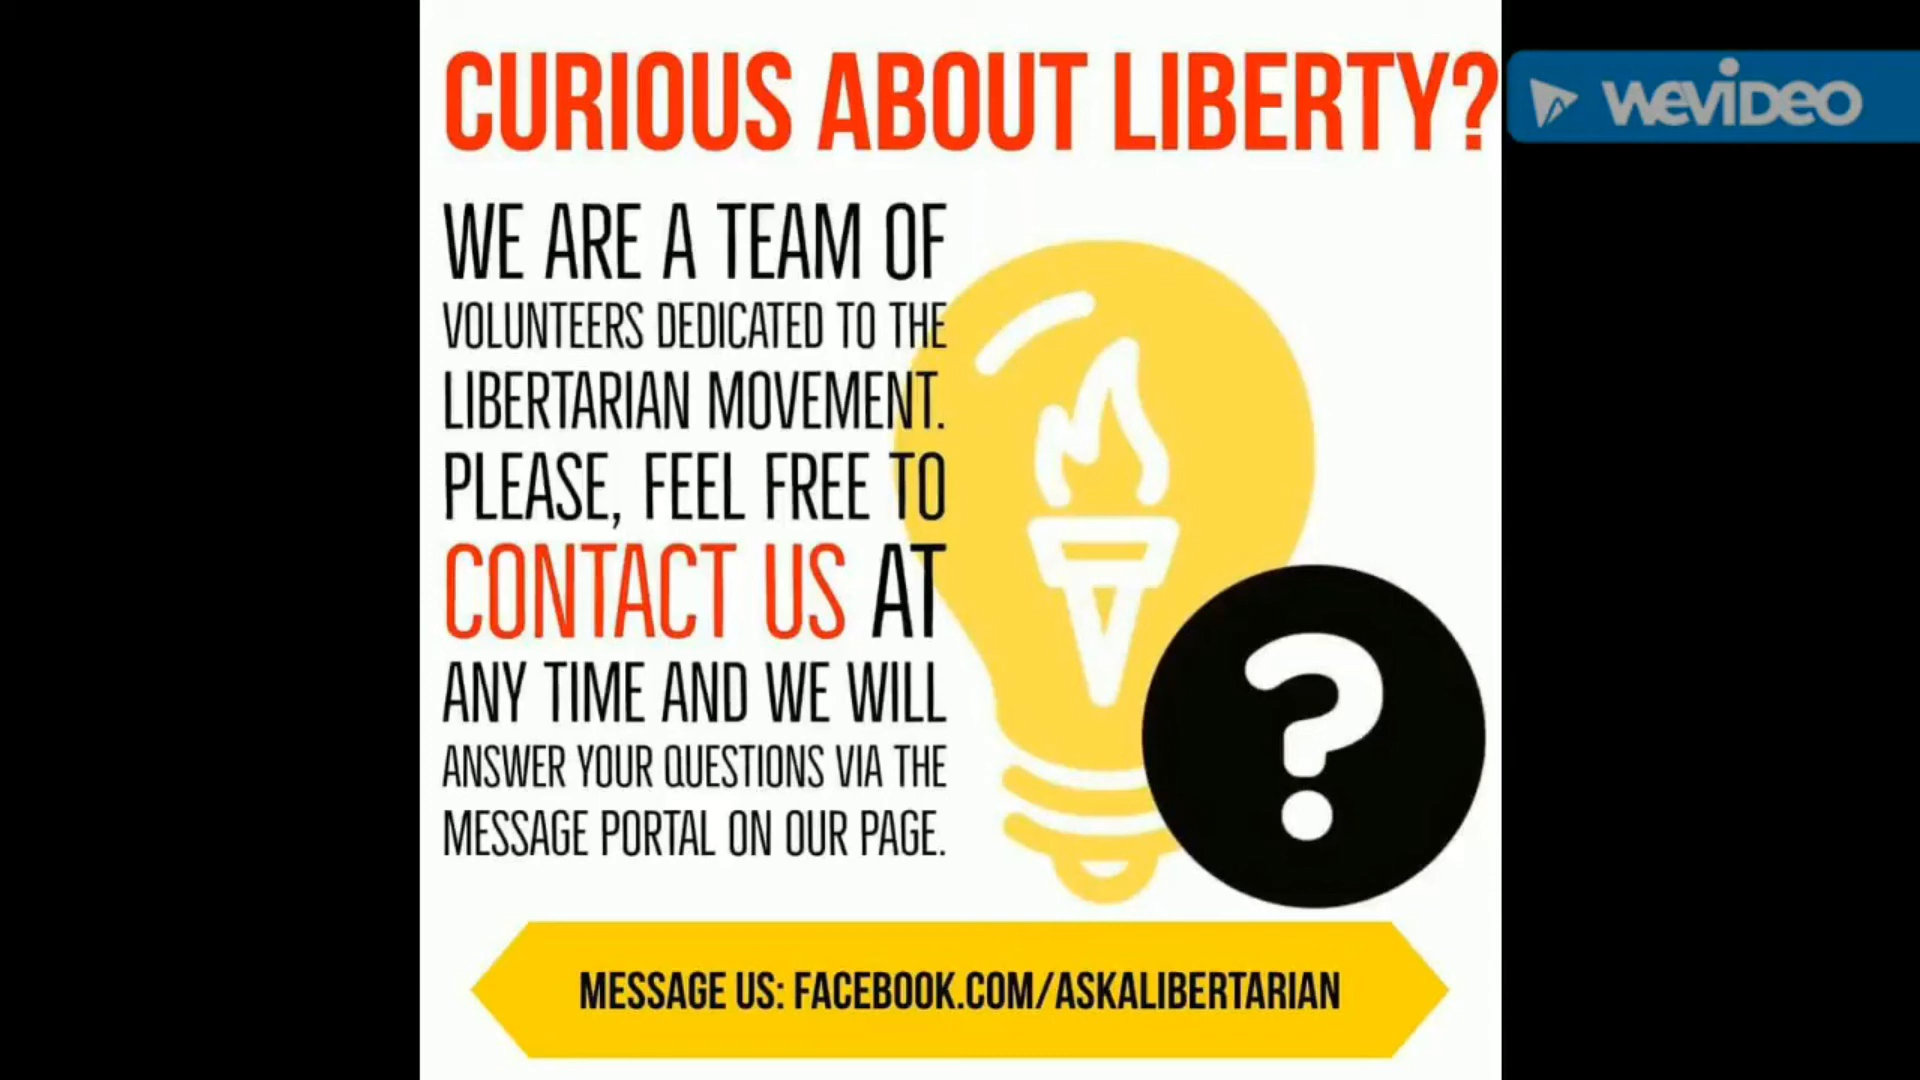 CURIOUS ABOUT LIBERTY?
WEVIDEO
WE ARE A TEAM OF
VOLUNTEERS DEDICATED TO THE
LIBERTARIAN MOVEMENT.
PLEASE, FEEL FREE TO
CONTACT US AT
ANY TIME AND WE WILL
ANSWER YOUR QUESTIONS VIA THE
MESSAGE PORTAL ON OUR PAGE.
?
MESSAGE US: FACEBOOK.COM/ASKALIBERTARIAN